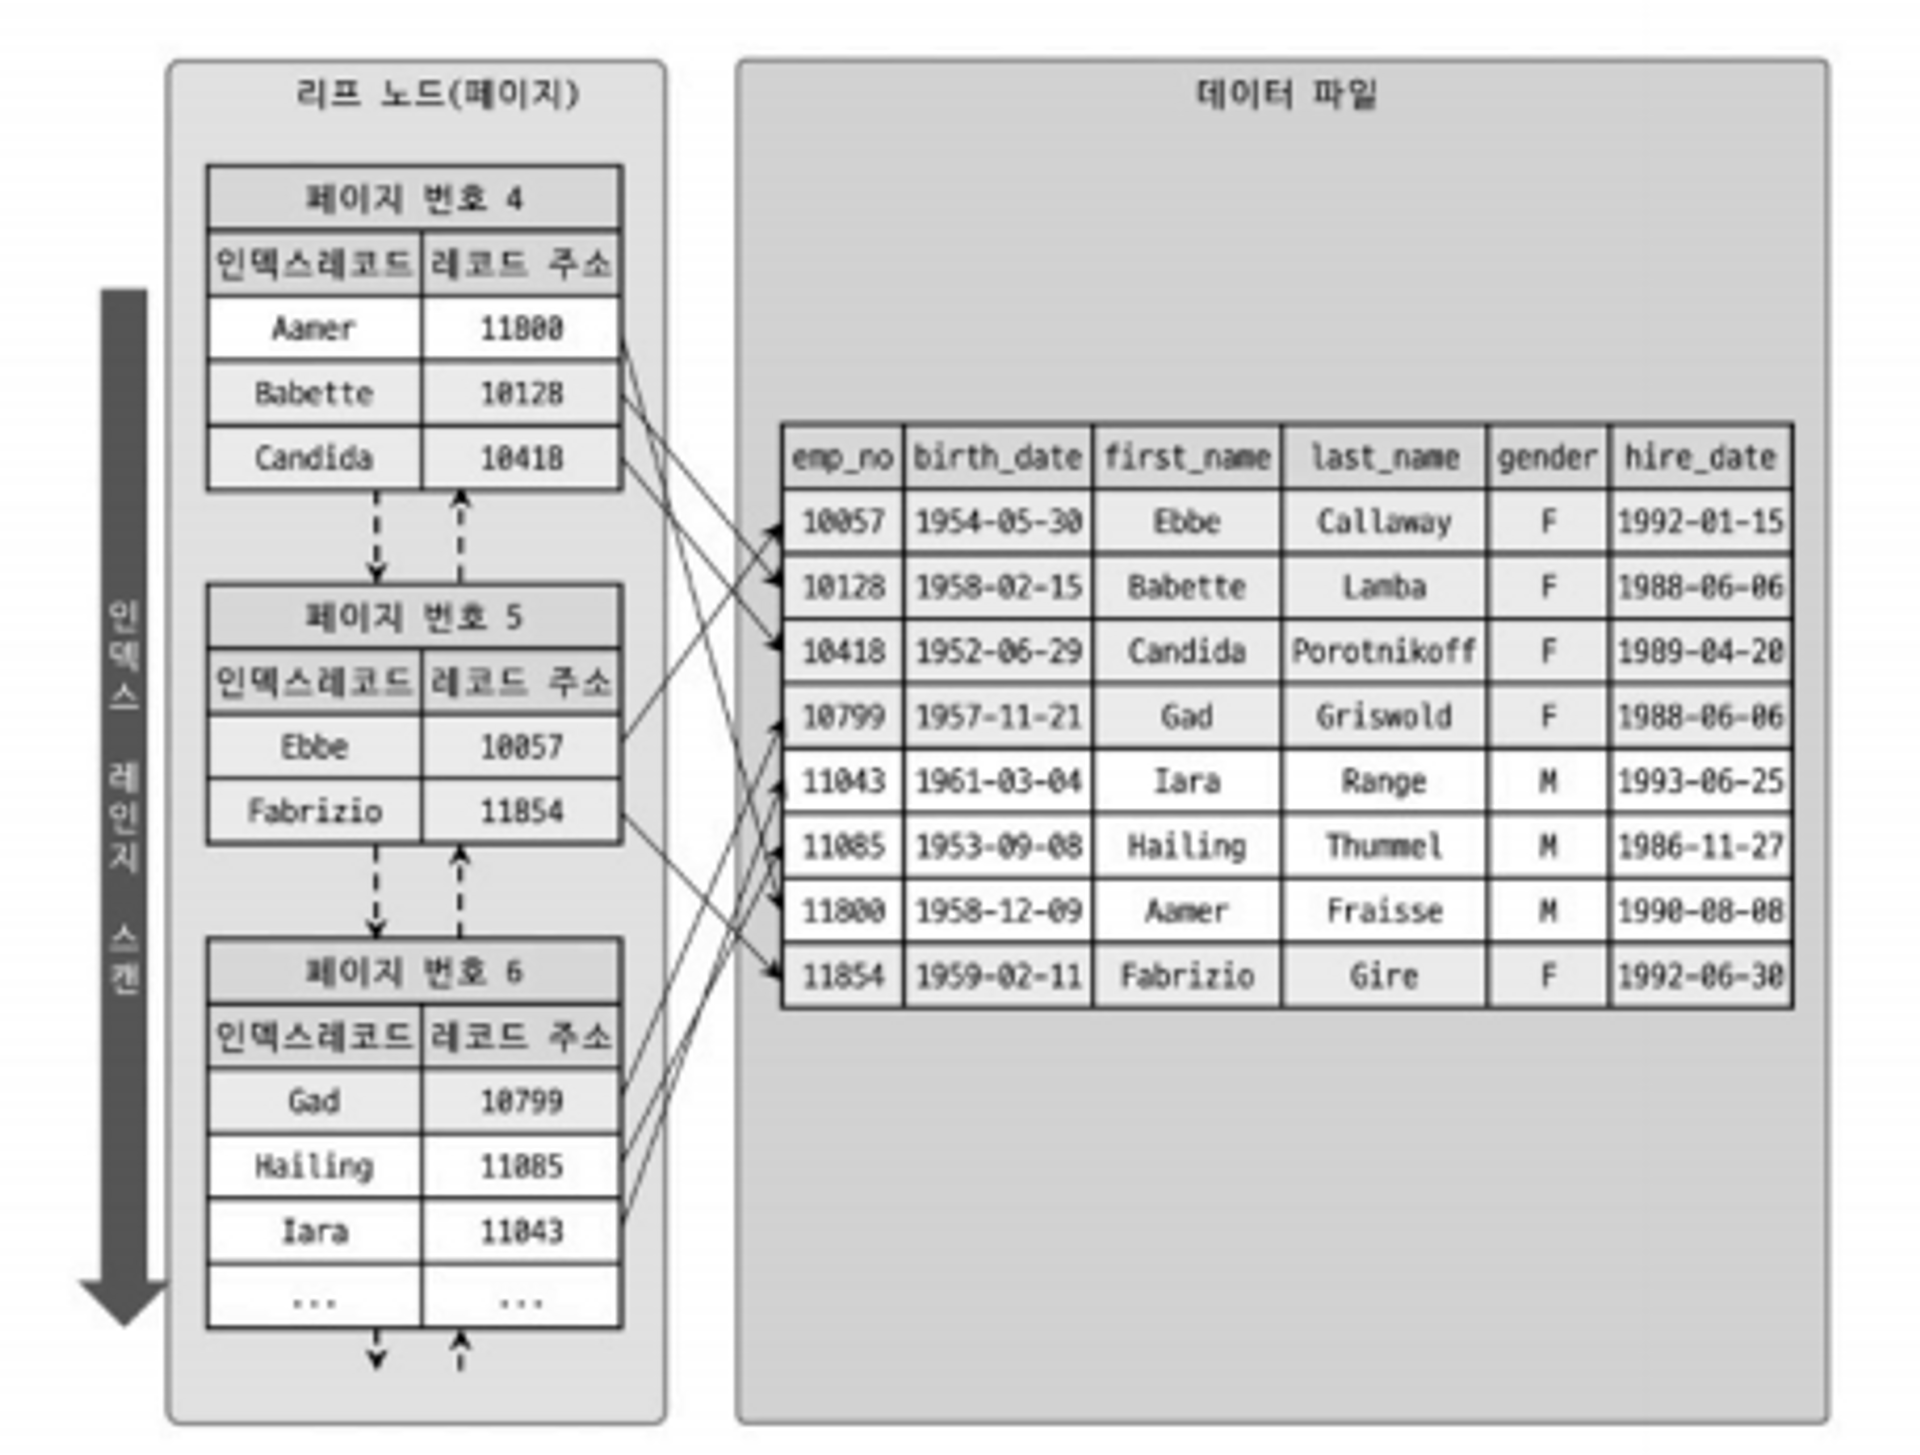 리프 노드(페이지)
페이지 번호 4
인덱스레코드 레코드 주소
Aamer 11800
Babette 10128
Candida 10418
페이지 번호 5
인덱스레코드 레코드 주소
Ebbe 10057
Fabrizio 11854
페이지 번호 6
인덱스레코드 레코드 주소
Gad 10799
Hailing 11085
Iara 11043
... ...
인덱스 레인지 스캔
데이터 파일
emp_no birth_date first_name last_name gender hire_date
10057 1954-05-30 Ebbe Callaway F 1992-01-15
10128 1958-02-15 Babette Lamba F 1988-06-06
10418 1952-06-29 Candida Porotnikoff F 1989-04-20
10799 1957-11-21 Gad Griswold F 1988-06-06
11043 1961-03-04 Iara Range M 1993-06-25
11085 1953-09-08 Hailing Thummel M 1986-11-27
11800 1958-12-09 Aamer Fraisse M 1990-08-08
11854 1959-02-11 Fabrizio Gire F 1992-06-30